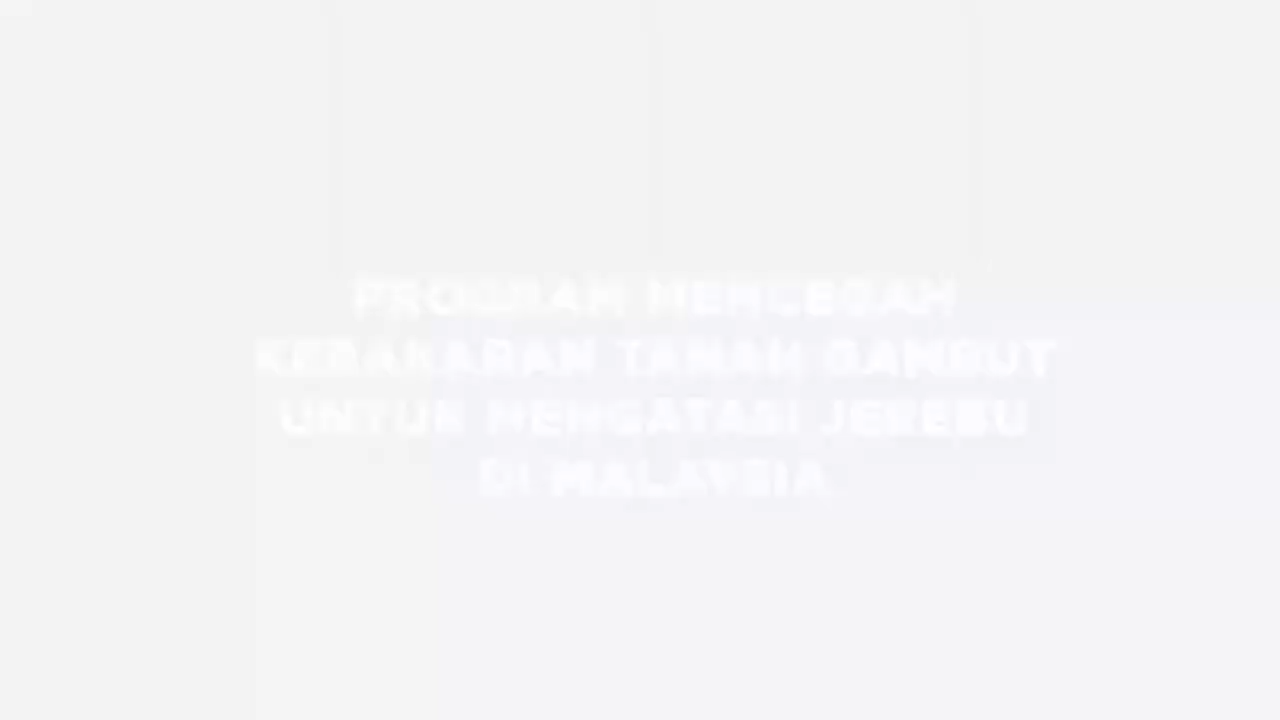 PROGRAM MENCEGAH
KEBAKARAN TANAH GAMBUT
UNTUK MENGATASI JEREBU
DI MALAYSIA